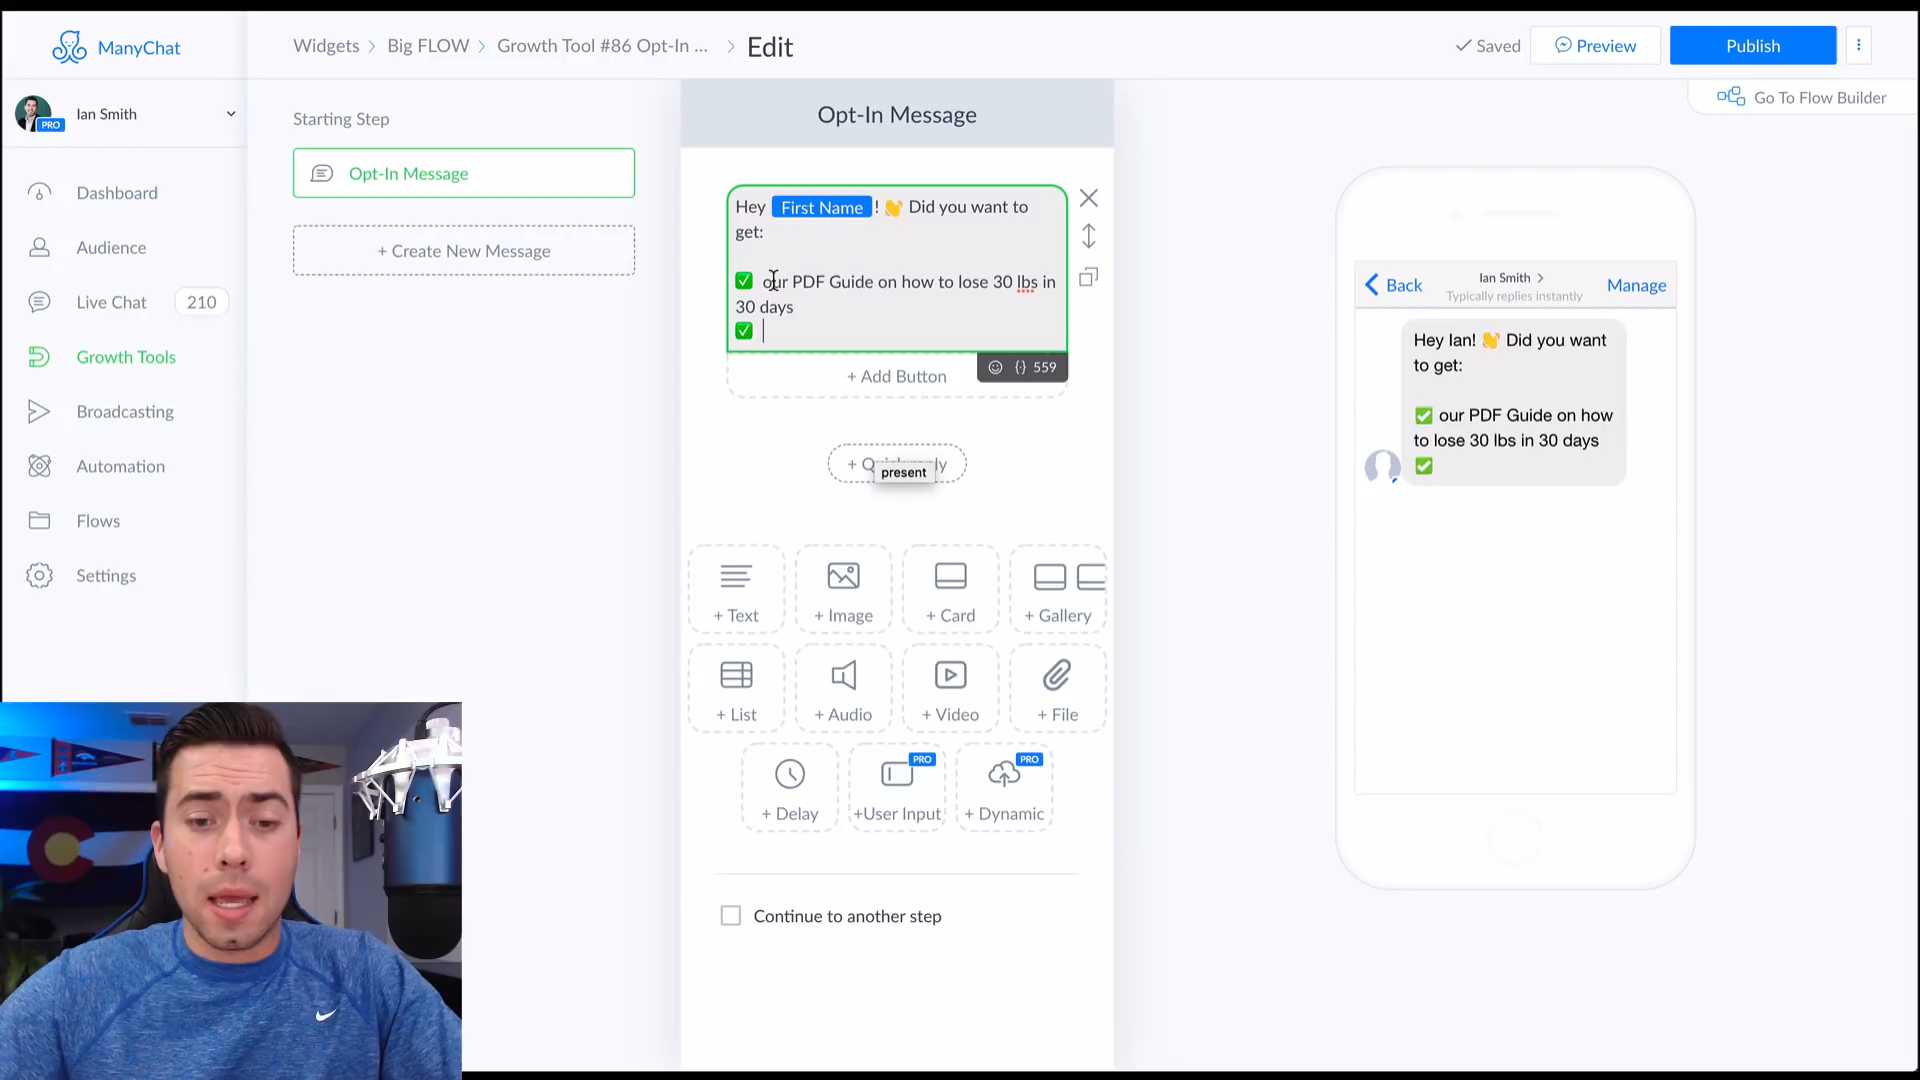 ManyChat
Widgets > Big FLOW > Growth Tool #86 Opt-In ... > Edit
Saved
Preview
Publish
Go To Flow Builder
PRO
Ian Smith
Dashboard
Audience
Live Chat 210
Growth Tools
Broadcasting
Automation
Flows
Settings
Starting Step
Opt-In Message
+ Create New Message
Opt-In Message
Hey First Name ! 👋 Did you want to
get:
✅ our PDF Guide on how to lose 30 lbs in
30 days
✅
559
+ Add Button
present
+ Text
+ Image
+ Card
+ Gallery
+ List
+ Audio
+ Video
+ File
PRO
PRO
+ Delay
+User Input
+ Dynamic
Continue to another step
Back
Ian Smith >
Typically replies instantly
Manage
Hey Ian! 👋 Did you want
to get:
✅ our PDF Guide on how
to lose 30 lbs in 30 days
✅